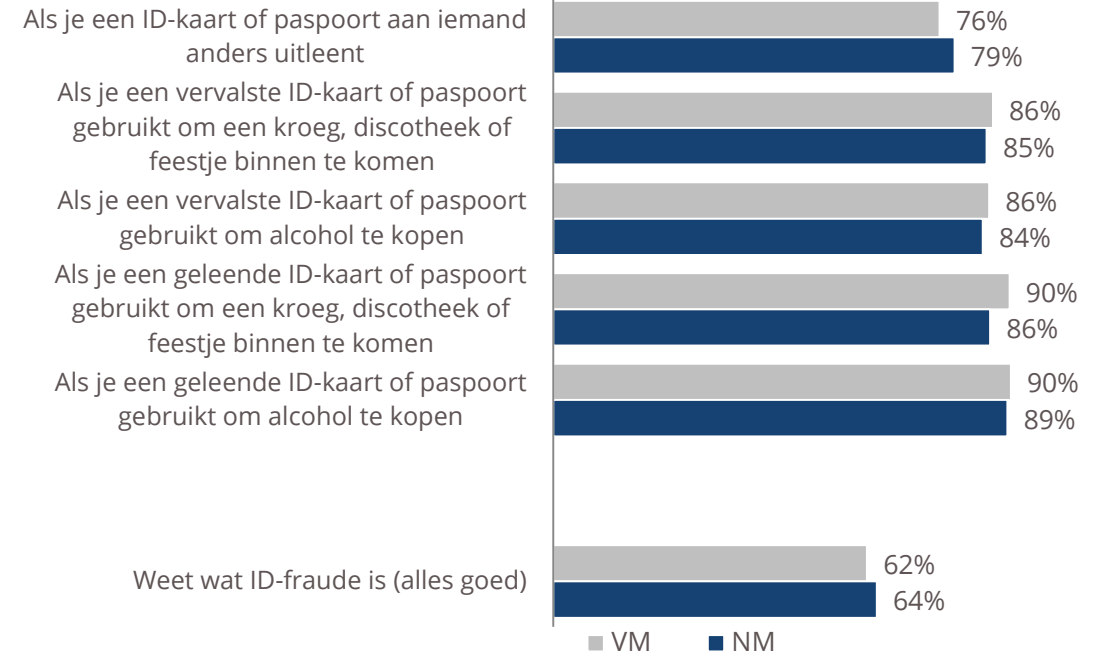 Als je een ID-kaart of paspoort aan iemand
anders uitleent
76%
79%
Als je een vervalste ID-kaart of paspoort
gebruikt om een kroeg, discotheek of
feestje binnen te komen
86%
85%
Als je een vervalste ID-kaart of paspoort
gebruikt om alcohol te kopen
86%
84%
Als je een geleende ID-kaart of paspoort
gebruikt om een kroeg, discotheek of
feestje binnen te komen
90%
86%
Als je een geleende ID-kaart of paspoort
gebruikt om alcohol te kopen
90%
89%
Weet wat ID-fraude is (alles goed)
62%
64%
VM NM